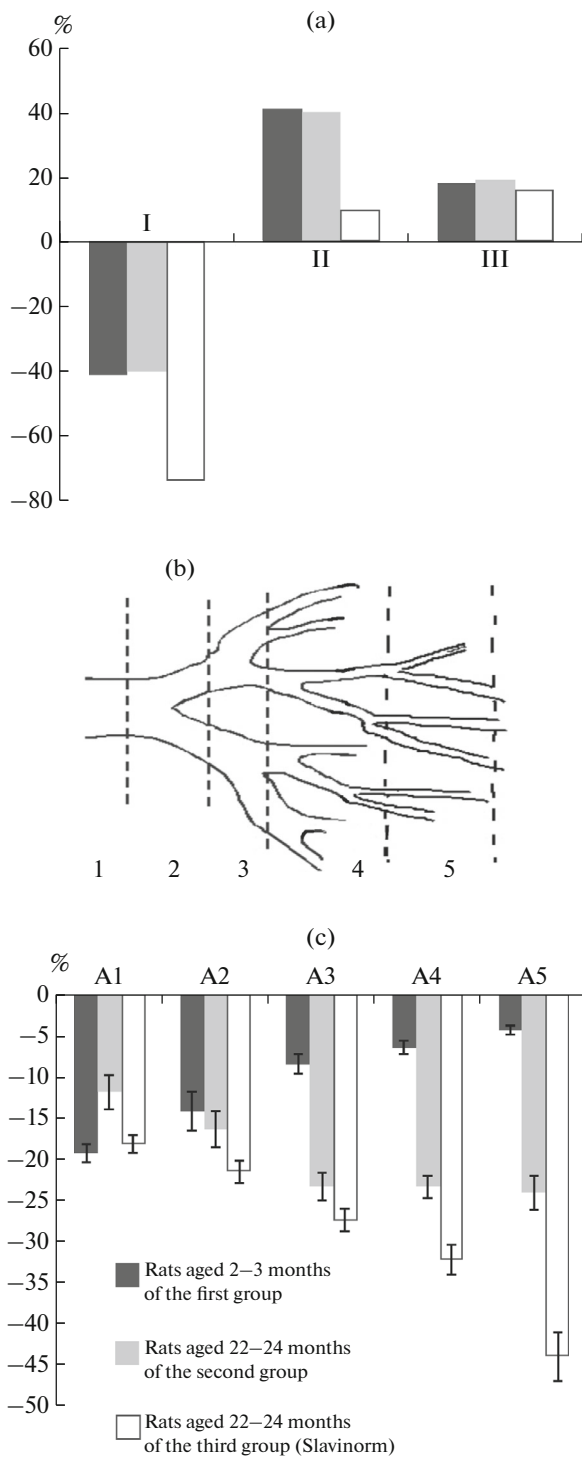 (a)
%
60
40
20
0
−20
−40
−60
−80
I
II
III
(b)
1 2 3 4 5
(c)
%
A1 A2 A3 A4 A5
0
−5
−10
−15
−20
−25
−30
−35
−40
−45
−50
Rats aged 2−3 months
of the first group
Rats aged 22−24 months
of the second group
Rats aged 22−24 months
of the third group (Slavinorm)